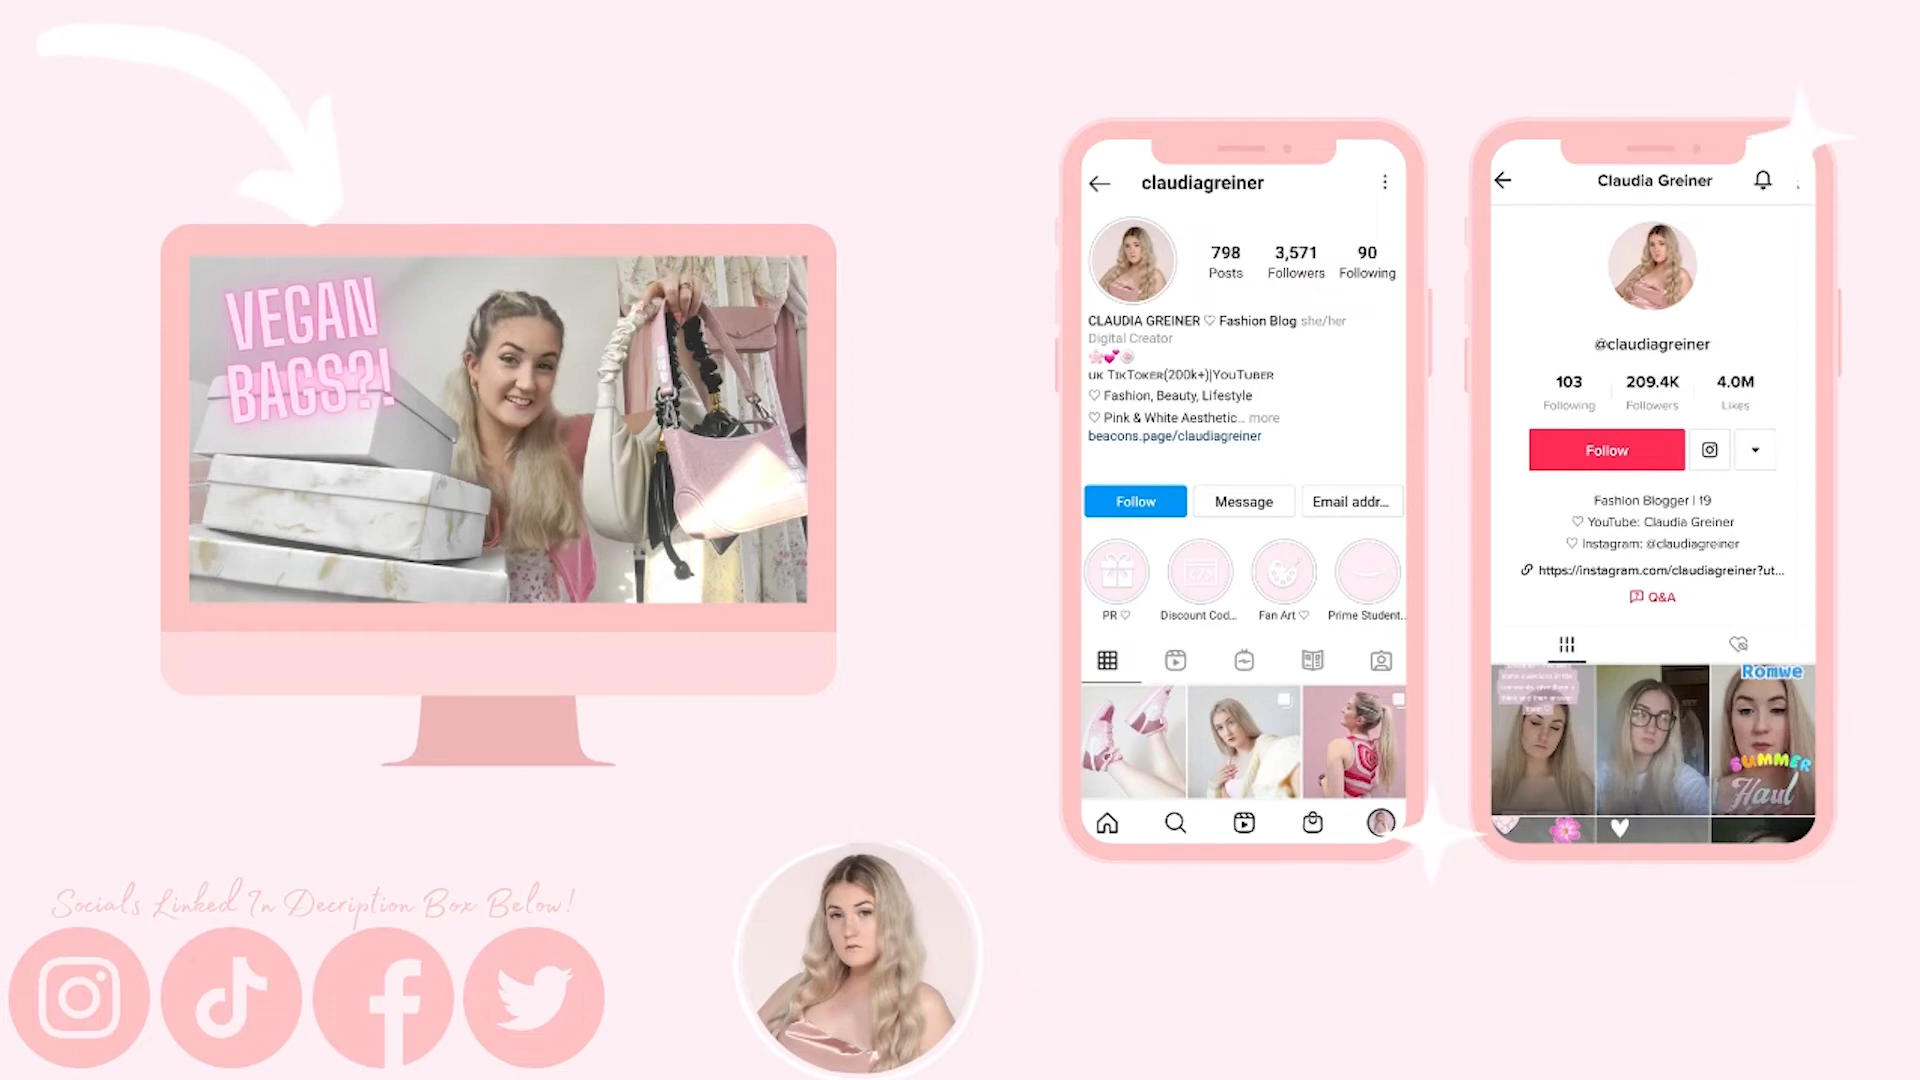 VEGAN
BAGS?!
claudiagreiner
798
3,571
90
Posts
Followers
Following
CLAUDIA GREINER ♡ Fashion Blog she/her
Digital Creator
🌸💕🍥
UK TIKTOKER(200k+)|YOUTUBER
♡ Fashion, Beauty, Lifestyle
♡ Pink & White Aesthetic... more
beacons.page/claudiagreiner
Follow
Message
Email addr...
PR ♡
Discount Cod...
Fan Art ♡
Prime Student...
Claudia Greiner
@claudiagreiner
103
209.4K
4.0M
Following
Followers
Likes
Follow
Fashion Blogger | 19
♡ YouTube: Claudia Greiner
♡ Instagram: @claudiagreiner
https://instagram.com/claudiagreiner?ut...
Q&A
Romwe
SUMMER
Haul
Socials Linked In Decription Box Below!